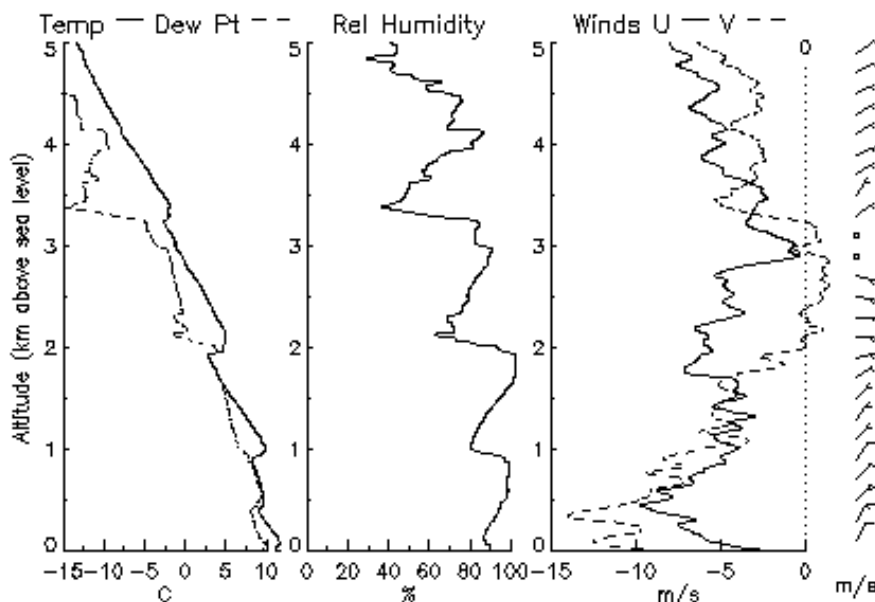 Temp — Dew Pt -- Rel Humidity Winds U — V --
5 5 5 0
4 4 4
3 3 3
2 2 2
1 1 1
0 0 0
Altitude (km above sea level)
-15 -10 -5 0 5 10 0 20 40 60 80 100 -15 -10 -5 0
C % m/s m/s